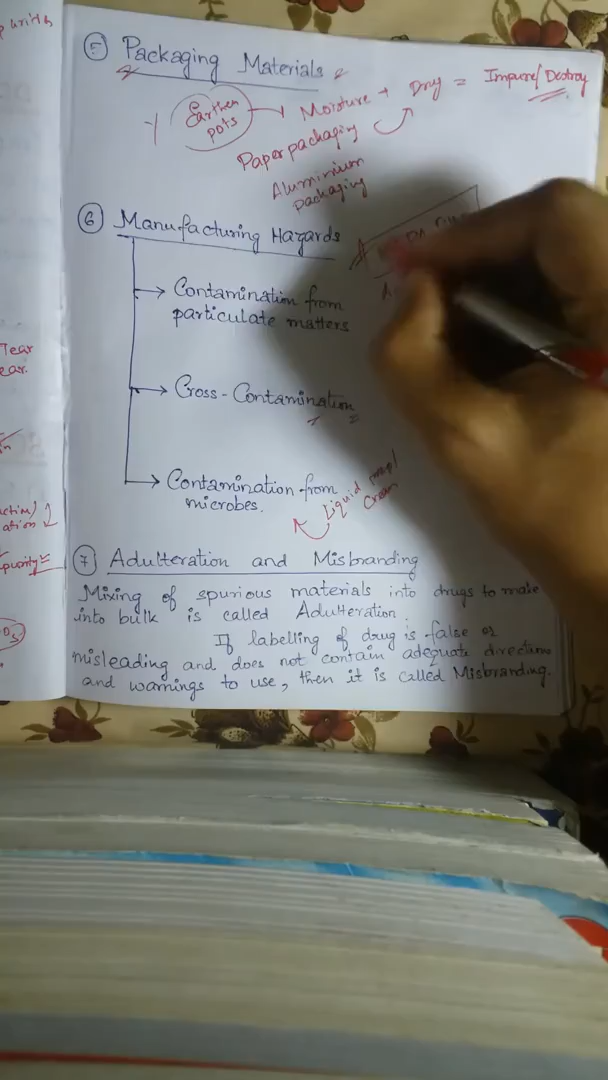 ⑤ Packaging Materials
Earthen pots → Moisture + Dry = Impure/Destroy
Paper packaging
Aluminium packaging
⑥ Manufacturing Hazards
→ Contamination from
particulate matters
→ Cross-Contamination
→ Contamination from
microbes.
Liquid prep/
Cream
⑦ Adulteration and Misbranding
Mixing of spurious materials into drugs to make
into bulk is called Adulteration.
If labelling of drug is false or
misleading and does not contain adequate directions
and warnings to use, then it is called Misbranding.
Tear
ear.